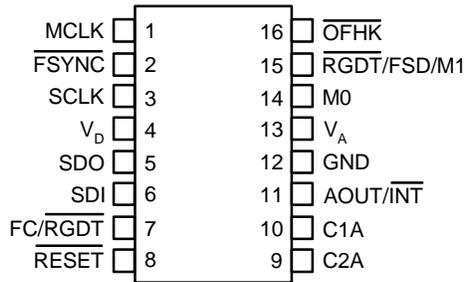 MCLK 1 16 OFHK
FSYNC 2 15 RGDT/FSD/M1
SCLK 3 14 M0
VD 4 13 VA
SDO 5 12 GND
SDI 6 11 AOUT/INT
FC/RGDT 7 10 C1A
RESET 8 9 C2A